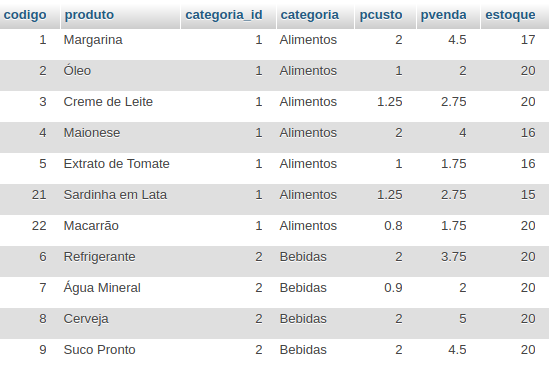 codigo produto categoria_id categoria pcusto pvenda estoque
1 Margarina 1 Alimentos 2 4.5 17
2 Óleo 1 Alimentos 1 2 20
3 Creme de Leite 1 Alimentos 1.25 2.75 20
4 Maionese 1 Alimentos 2 4 16
5 Extrato de Tomate 1 Alimentos 1 1.75 16
21 Sardinha em Lata 1 Alimentos 1.25 2.75 15
22 Macarrão 1 Alimentos 0.8 1.75 20
6 Refrigerante 2 Bebidas 2 3.75 20
7 Água Mineral 2 Bebidas 0.9 2 20
8 Cerveja 2 Bebidas 2 5 20
9 Suco Pronto 2 Bebidas 2 4.5 20